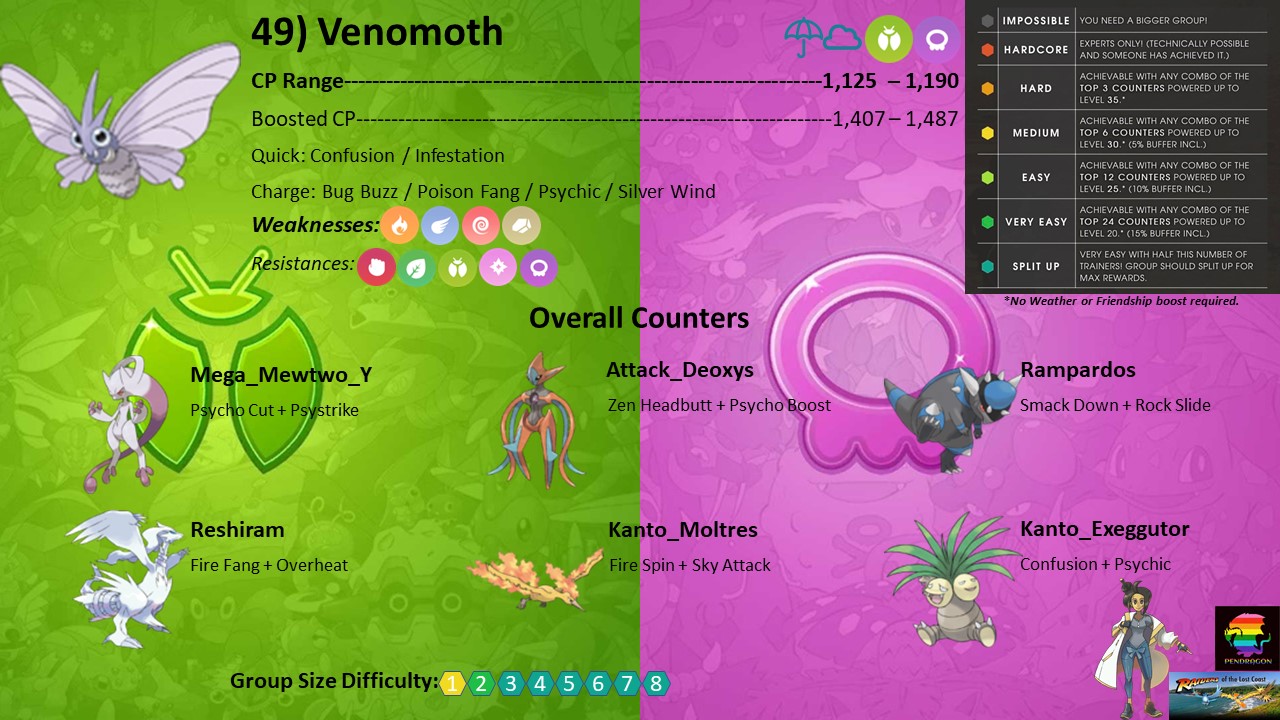 49) Venomoth
CP Range--------------------------------------------------------------------1,125 – 1,190
Boosted CP--------------------------------------------------------------------1,407 – 1,487
Quick: Confusion / Infestation
Charge: Bug Buzz / Poison Fang / Psychic / Silver Wind
Weaknesses:
Resistances:
IMPOSSIBLE YOU NEED A BIGGER GROUP!
HARDCORE EXPERTS ONLY! (TECHNICALLY POSSIBLE
AND SOMEONE HAS ACHIEVED IT.)
HARD ACHIEVABLE WITH ANY COMBO OF THE
TOP 3 COUNTERS POWERED UP TO
LEVEL 35.*
MEDIUM ACHIEVABLE WITH ANY COMBO OF THE
TOP 6 COUNTERS POWERED UP TO
LEVEL 30.* (5% BUFFER INCL.)
EASY ACHIEVABLE WITH ANY COMBO OF THE
TOP 12 COUNTERS POWERED UP TO
LEVEL 25.* (10% BUFFER INCL.)
VERY EASY ACHIEVABLE WITH ANY COMBO OF THE
TOP 24 COUNTERS POWERED UP TO
LEVEL 20.* (15% BUFFER INCL.)
SPLIT UP VERY EASY WITH HALF THIS NUMBER OF
TRAINERS! GROUP SHOULD SPLIT UP FOR
MAX REWARDS.
*No Weather or Friendship boost required.
Overall Counters
Mega_Mewtwo_Y
Psycho Cut + Psystrike
Attack_Deoxys
Zen Headbutt + Psycho Boost
Rampardos
Smack Down + Rock Slide
Reshiram
Fire Fang + Overheat
Kanto_Moltres
Fire Spin + Sky Attack
Kanto_Exeggutor
Confusion + Psychic
Group Size Difficulty: 1 2 3 4 5 6 7 8
PENDRAGON
RAIDERS of the Lost Coast